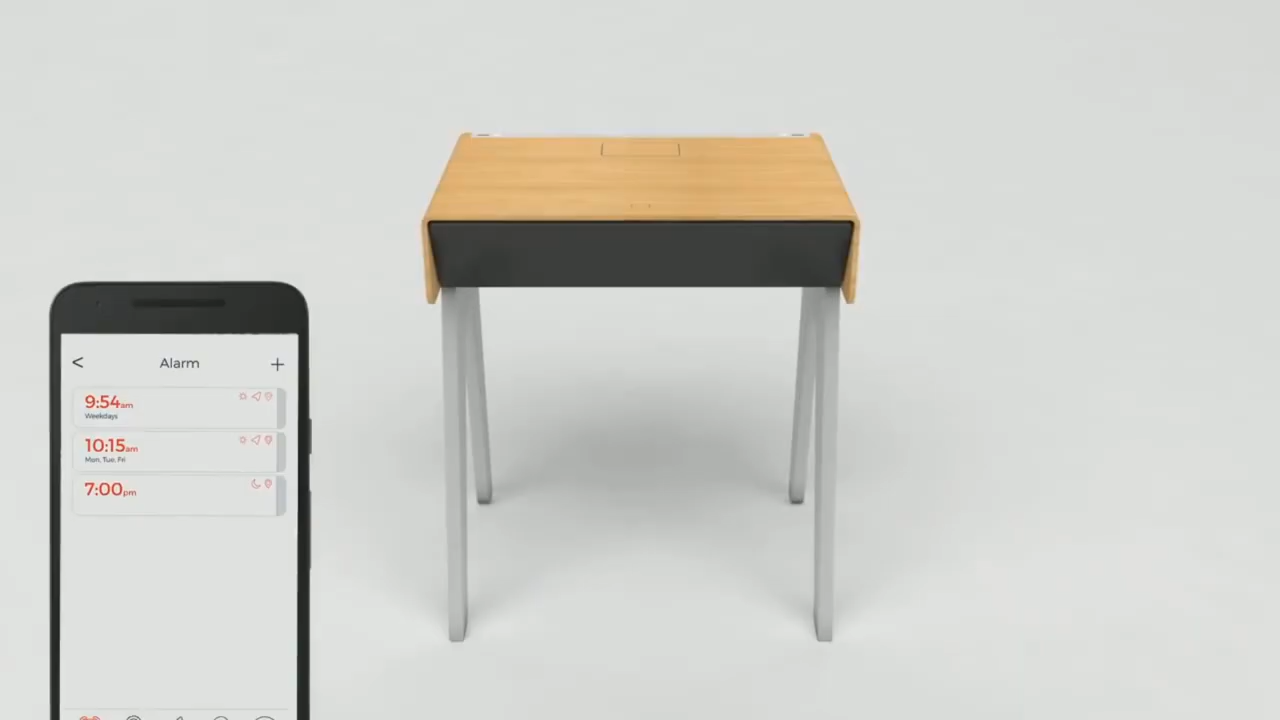 < Alarm +
9:54am
Weekdays
10:15am
Mon, Tue, Fri
7:00pm